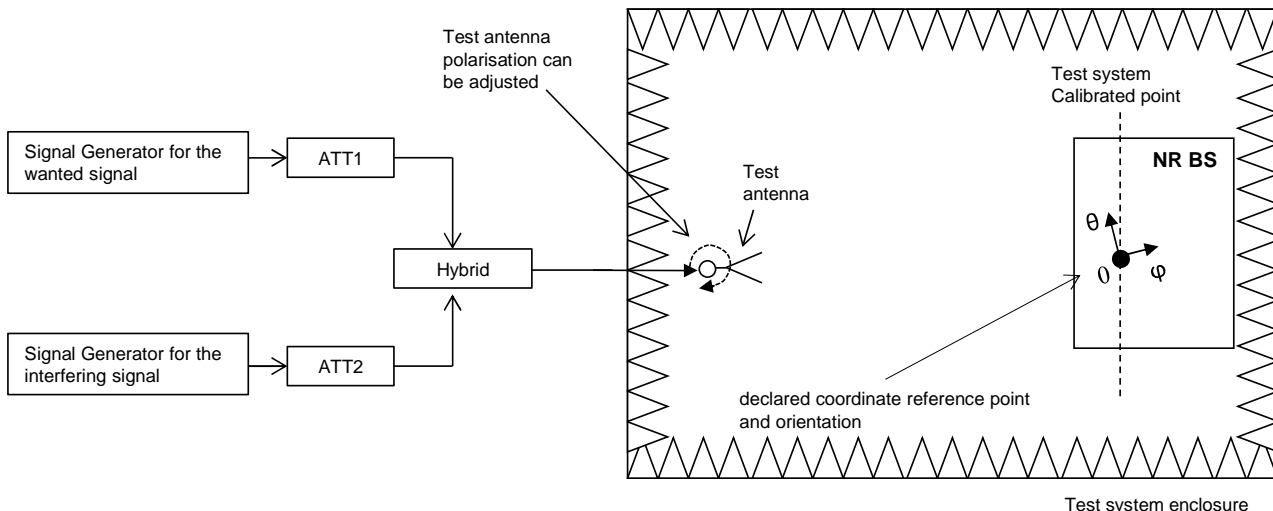 Test antenna
polarisation can
be adjusted
Test system
Calibrated point
Signal Generator for the
wanted signal
ATT1
NR BS
Test
antenna
θ
Hybrid
0
φ
Signal Generator for the
interfering signal
ATT2
declared coordinate reference point
and orientation
Test system enclosure